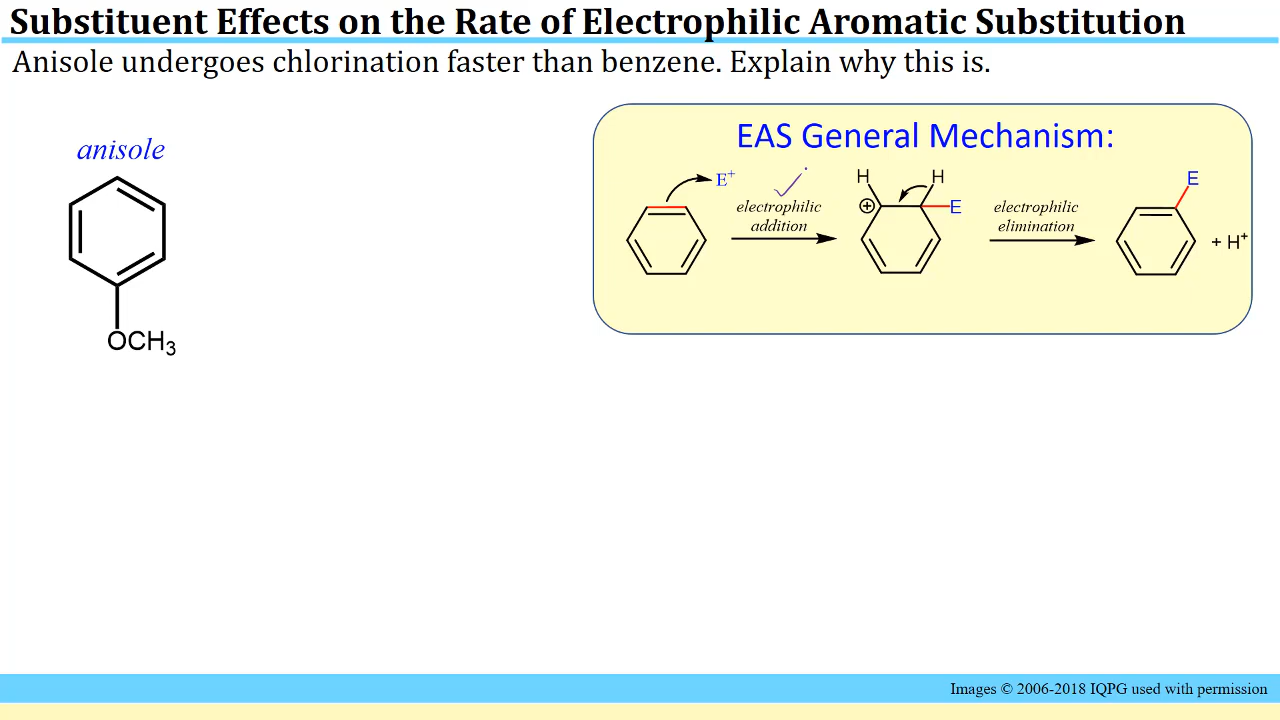 Substituent Effects on the Rate of Electrophilic Aromatic Substitution
Anisole undergoes chlorination faster than benzene. Explain why this is.
anisole
OCH₃
EAS General Mechanism:
E⁺
electrophilic
addition
H
H
⊕
E
electrophilic
elimination
E
+ H⁺
Images © 2006-2018 IQPG used with permission